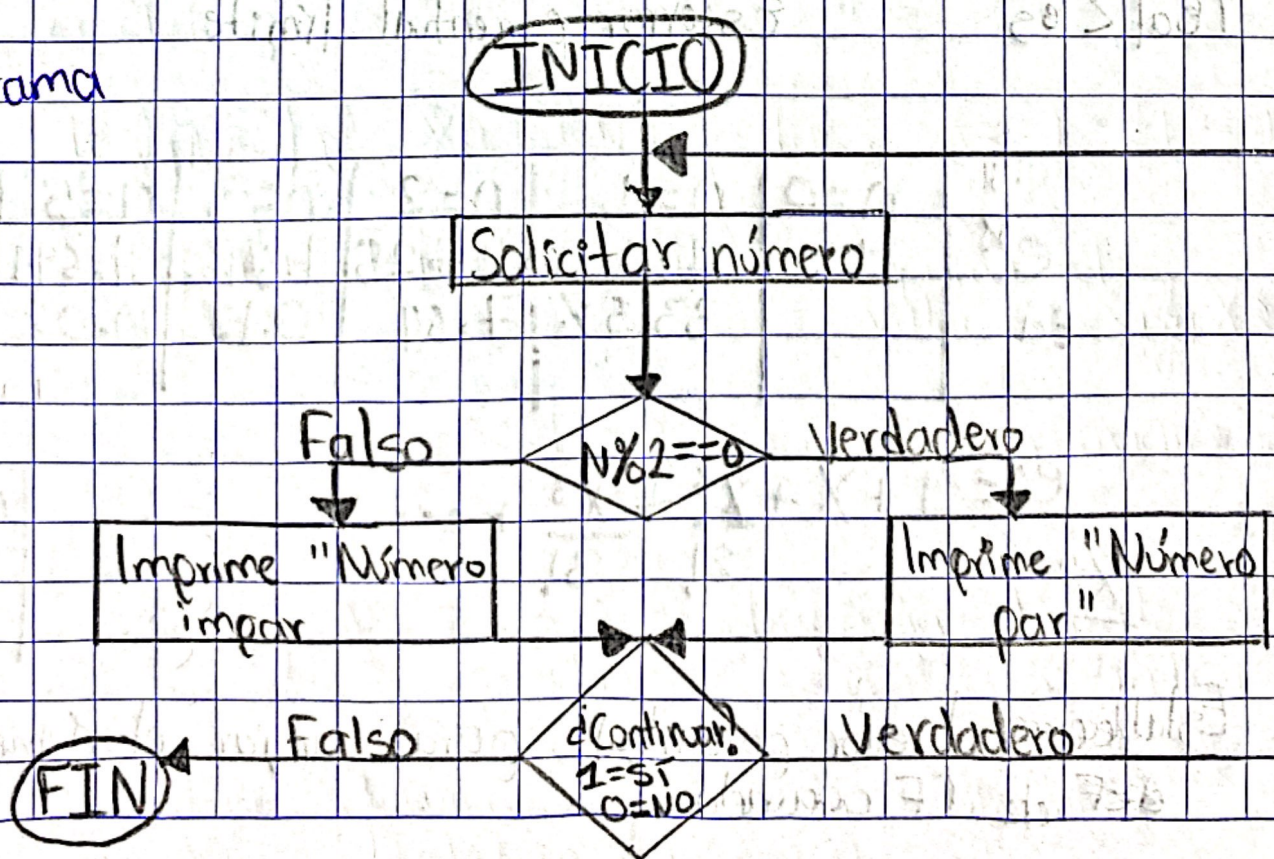 ama
INICIO
Solicitar número
Falso
N%2==0
Verdadero
Imprime "Número
impar
Imprime "Número
par"
Falso
¿Continuar?
1=SI
0=NO
Verdadero
FIN